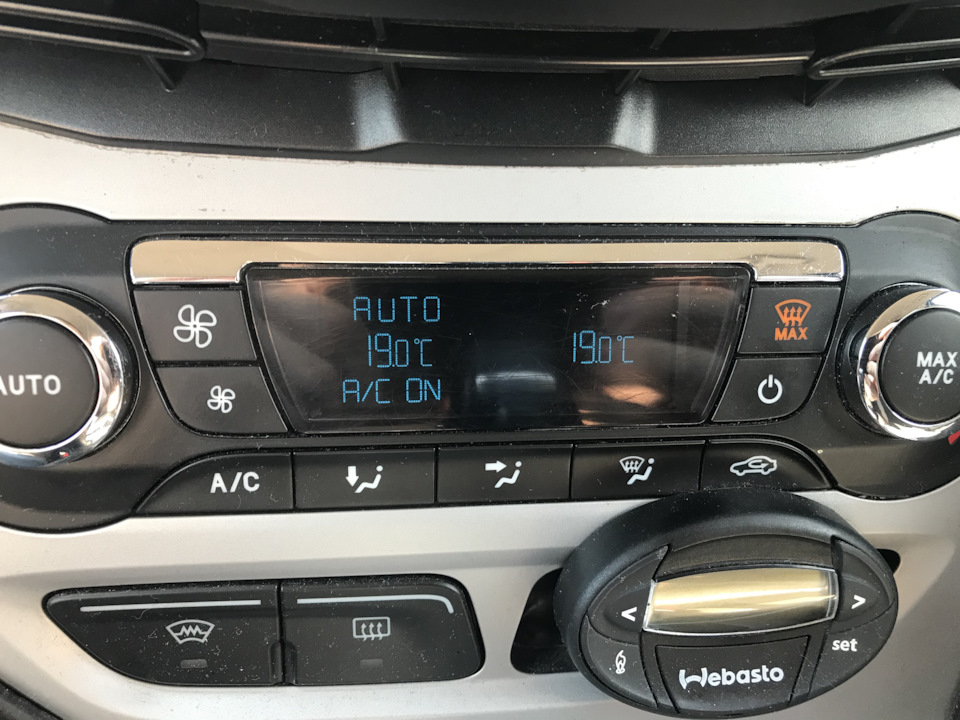 AUTO
AUTO
19.0°C
19.0°C
A/C ON
MAX
MAX
A/C
A/C
<
>
set
Webasto